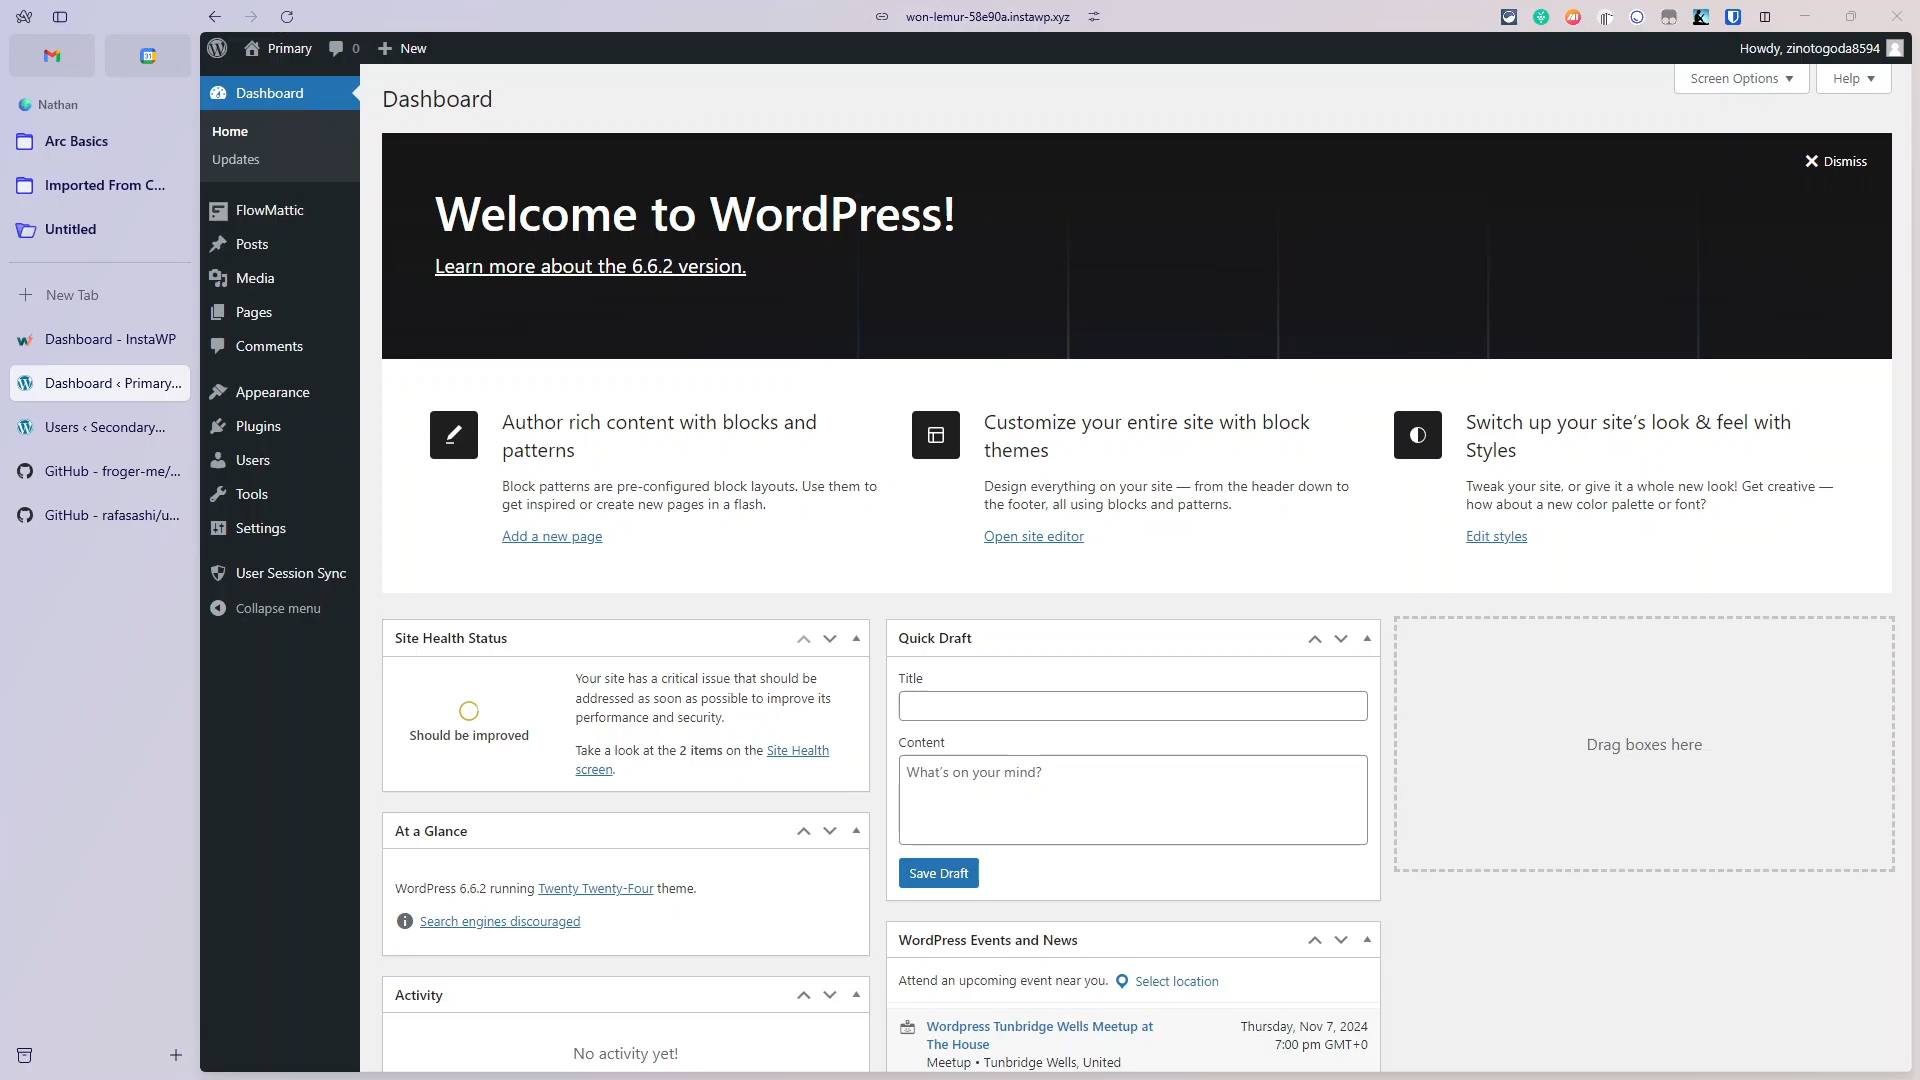 won-lemur-58e90a.instawp.xyz
Nathan
Arc Basics
Imported From C...
Untitled
New Tab
Dashboard - InstaWP
Dashboard ‹ Primary...
Users ‹ Secondary...
GitHub - froger-me/...
GitHub - rafasashi/u...
Primary
0
New
Howdy, zinotogoda8594
Dashboard
Home
Updates
FlowMattic
Posts
Media
Pages
Comments
Appearance
Plugins
Users
Tools
Settings
User Session Sync
Collapse menu
Screen Options
Help
Dashboard
Dismiss
Welcome to WordPress!
Learn more about the 6.6.2 version.
Author rich content with blocks and
patterns
Block patterns are pre-configured block layouts. Use them to
get inspired or create new pages in a flash.
Add a new page
Customize your entire site with block
themes
Design everything on your site — from the header down to
the footer, all using blocks and patterns.
Open site editor
Switch up your site’s look & feel with
Styles
Tweak your site, or give it a whole new look! Get creative —
how about a new color palette or font?
Edit styles
Site Health Status
Should be improved
Your site has a critical issue that should be
addressed as soon as possible to improve its
performance and security.
Take a look at the 2 items on the Site Health
screen.
At a Glance
WordPress 6.6.2 running Twenty Twenty-Four theme.
Search engines discouraged
Activity
No activity yet!
Quick Draft
Title
Content
What’s on your mind?
Save Draft
WordPress Events and News
Attend an upcoming event near you.
Select location
Wordpress Tunbridge Wells Meetup at
The House
Meetup • Tunbridge Wells, United
Thursday, Nov 7, 2024
7:00 pm GMT+0
Drag boxes here